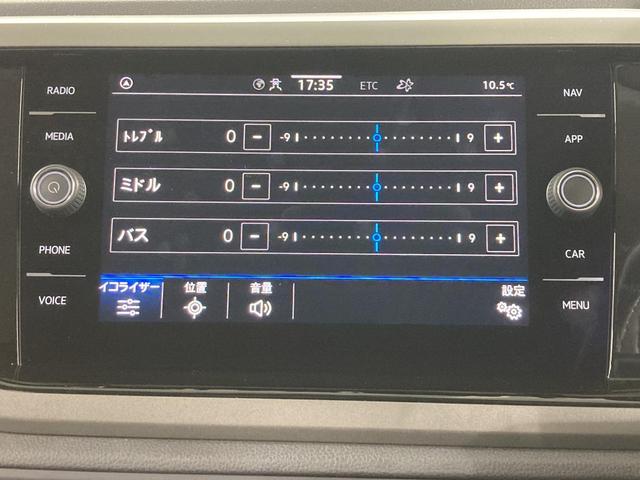 RADIO
MEDIA
PHONE
VOICE
17:35 ETC 10.5℃
ﾄﾚﾌﾞﾙ 0 - -9 9 +
ミドル 0 - -9 9 +
バス 0 - -9 9 +
イコライザー 位置 音量 設定
NAV
APP
CAR
MENU